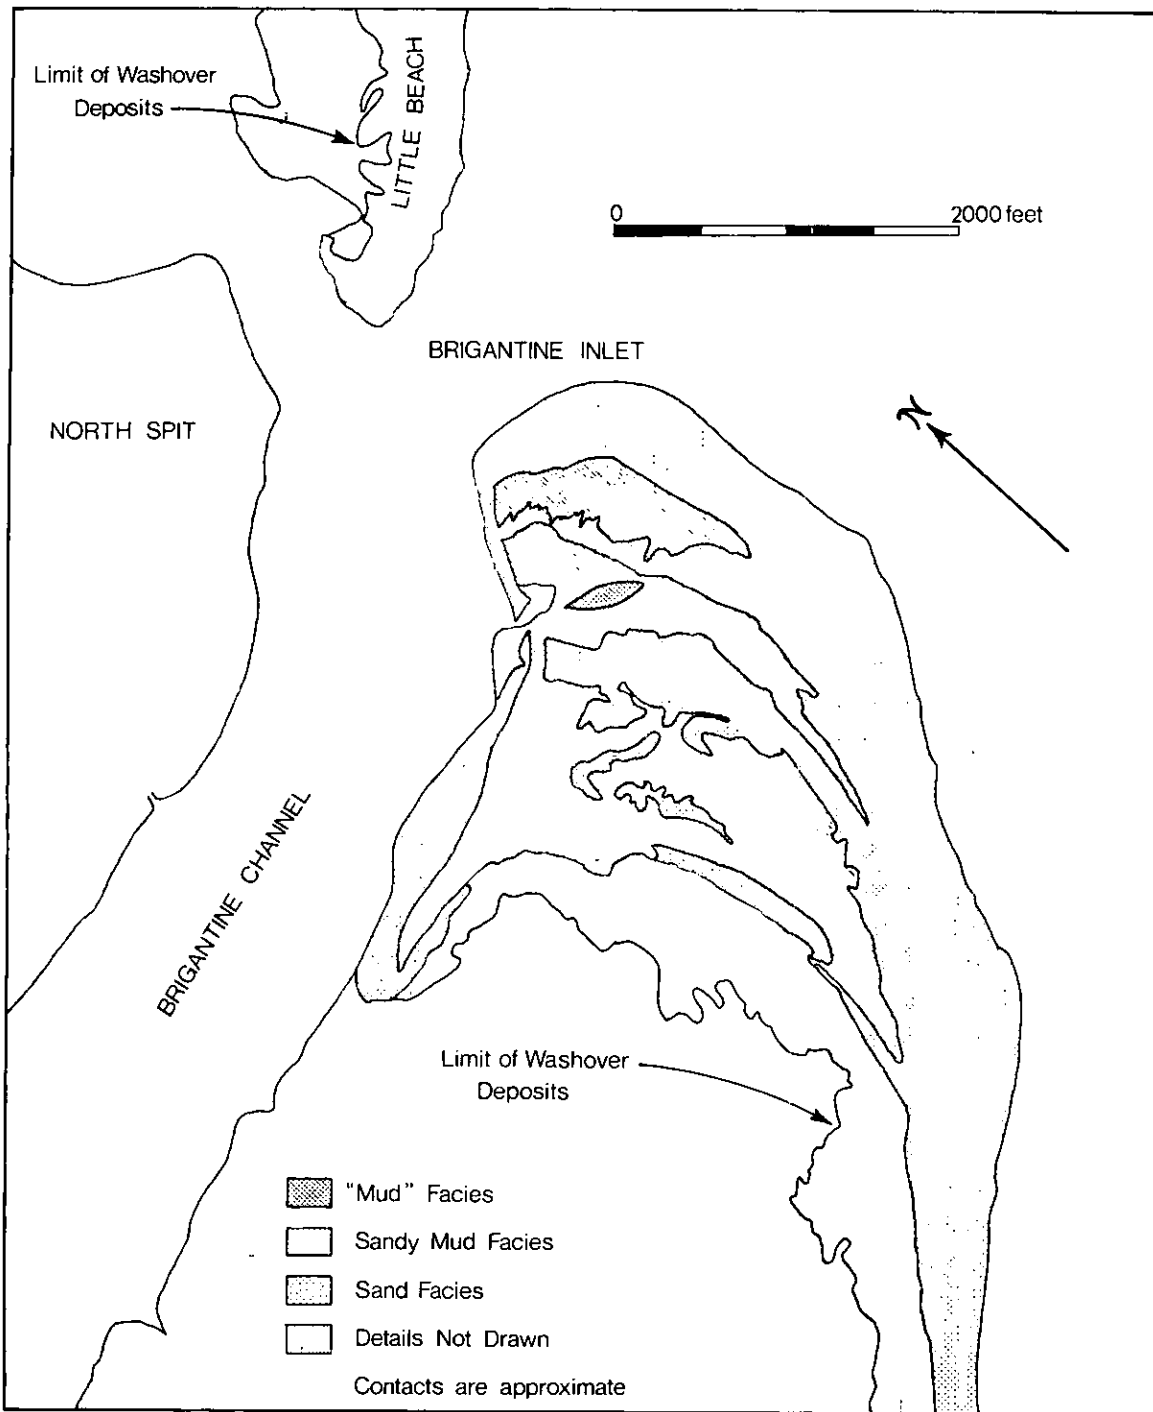 Limit of Washover
Deposits
LITTLE BEACH
0 2000 feet
BRIGANTINE INLET
N
NORTH SPIT
BRIGANTINE CHANNEL
Limit of Washover
Deposits
"Mud" Facies
Sandy Mud Facies
Sand Facies
Details Not Drawn
Contacts are approximate